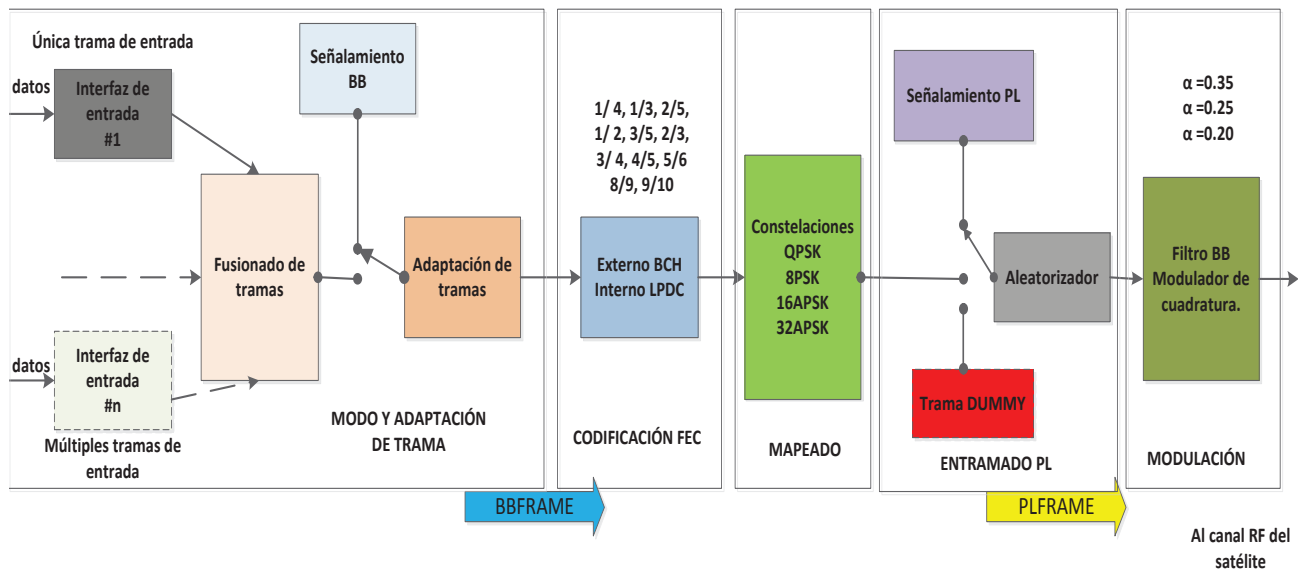 Única trama de entrada
datos
Interfaz de
entrada
#1
Señalamiento
BB
Fusionado de
tramas
Adaptación de
tramas
datos
Interfaz de
entrada
#n
Múltiples tramas de
entrada
MODO Y ADAPTACIÓN
DE TRAMA
1/ 4, 1/3, 2/5,
1/ 2, 3/5, 2/3,
3/ 4, 4/5, 5/6
8/9, 9/10
Externo BCH
Interno LPDC
CODIFICACIÓN FEC
Constelaciones
QPSK
8PSK
16APSK
32APSK
MAPEADO
Señalamiento PL
Aleatorizador
Trama DUMMY
ENTRAMADO PL
α =0.35
α =0.25
α =0.20
Filtro BB
Modulador de
cuadratura.
MODULACIÓN
BBFRAME
PLFRAME
Al canal RF del
satélite